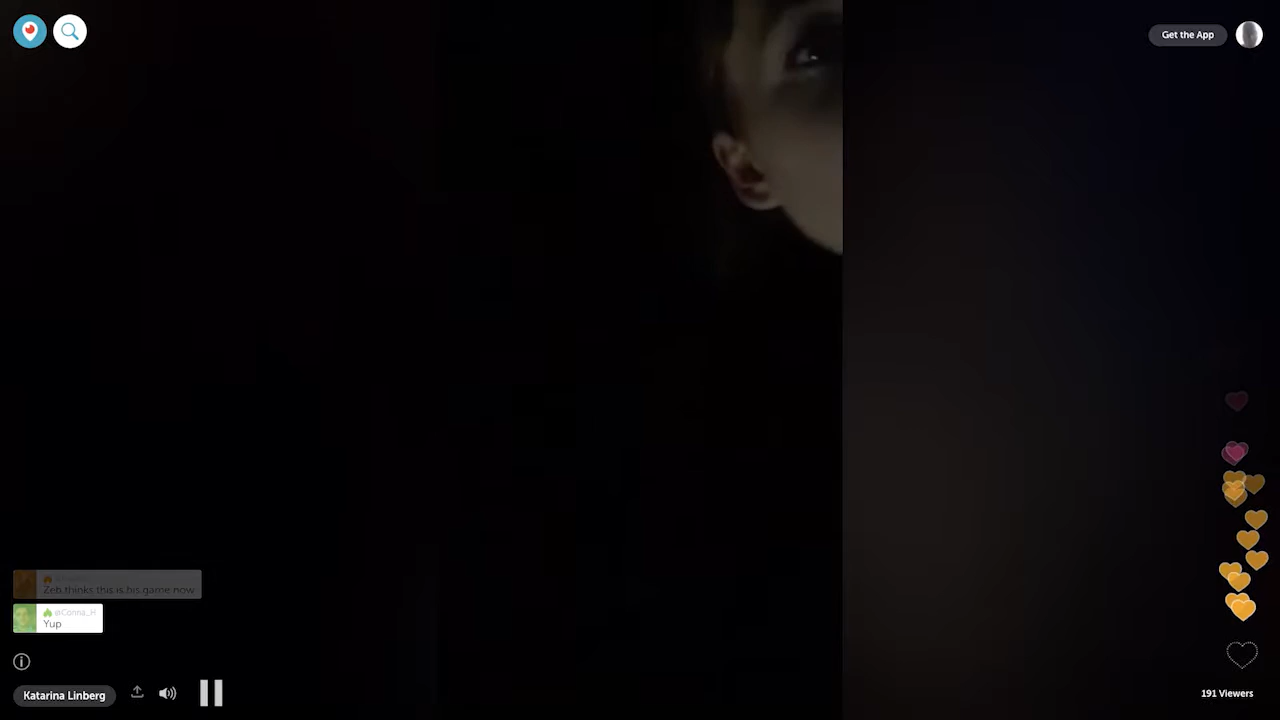 Get the App
Zeb thinks this is his game now
@Conna_H
Yup
Katarina Linberg
191 Viewers